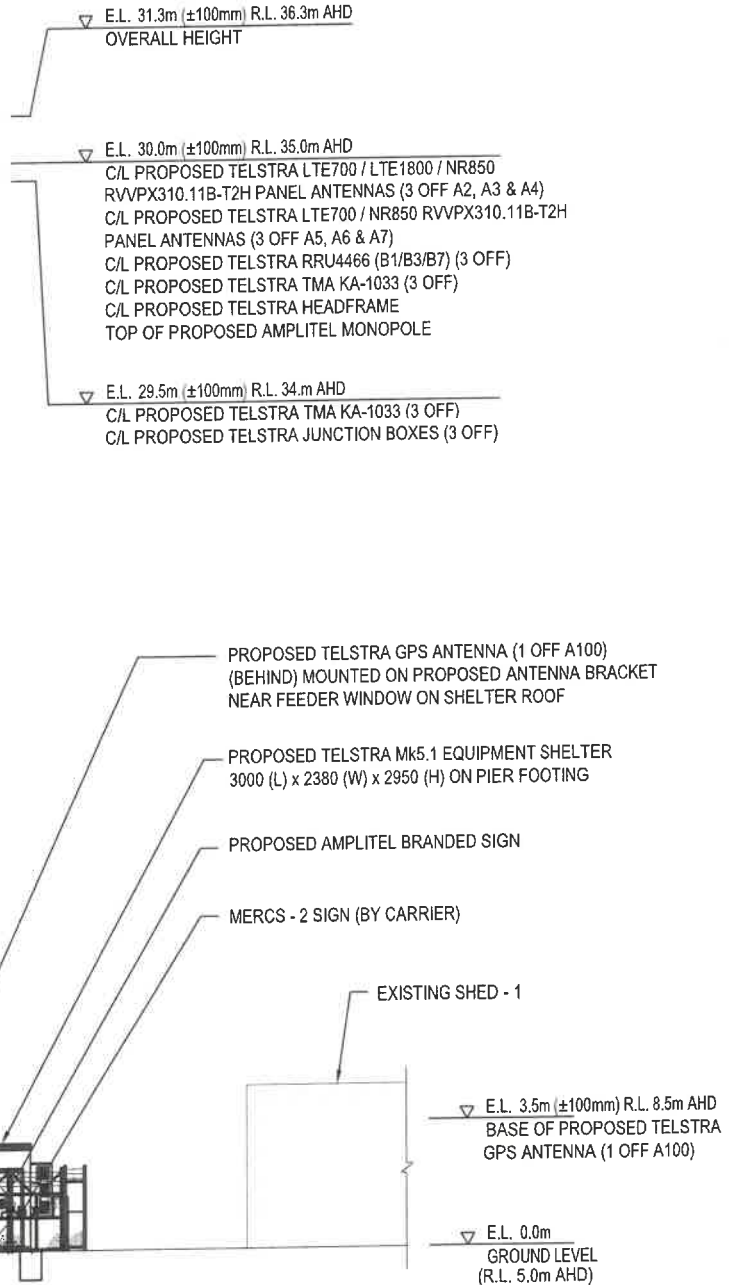 E.L. 31.3m (±100mm) R.L. 36.3m AHD
OVERALL HEIGHT
E.L. 30.0m (±100mm) R.L. 35.0m AHD
C/L PROPOSED TELSTRA LTE700 / LTE1800 / NR850
RVVPX310.11B-T2H PANEL ANTENNAS (3 OFF A2, A3 & A4)
C/L PROPOSED TELSTRA LTE700 / NR850 RVVPX310.11B-T2H
PANEL ANTENNAS (3 OFF A5, A6 & A7)
C/L PROPOSED TELSTRA RRU4466 (B1/B3/B7) (3 OFF)
C/L PROPOSED TELSTRA TMA KA-1033 (3 OFF)
C/L PROPOSED TELSTRA HEADFRAME
TOP OF PROPOSED AMPLITEL MONOPOLE
E.L. 29.5m (±100mm) R.L. 34.m AHD
C/L PROPOSED TELSTRA TMA KA-1033 (3 OFF)
C/L PROPOSED TELSTRA JUNCTION BOXES (3 OFF)
PROPOSED TELSTRA GPS ANTENNA (1 OFF A100)
(BEHIND) MOUNTED ON PROPOSED ANTENNA BRACKET
NEAR FEEDER WINDOW ON SHELTER ROOF
PROPOSED TELSTRA Mk5.1 EQUIPMENT SHELTER
3000 (L) x 2380 (W) x 2950 (H) ON PIER FOOTING
PROPOSED AMPLITEL BRANDED SIGN
MERCS - 2 SIGN (BY CARRIER)
EXISTING SHED - 1
E.L. 3.5m (±100mm) R.L. 8.5m AHD
BASE OF PROPOSED TELSTRA
GPS ANTENNA (1 OFF A100)
E.L. 0.0m
GROUND LEVEL
(R.L. 5.0m AHD)